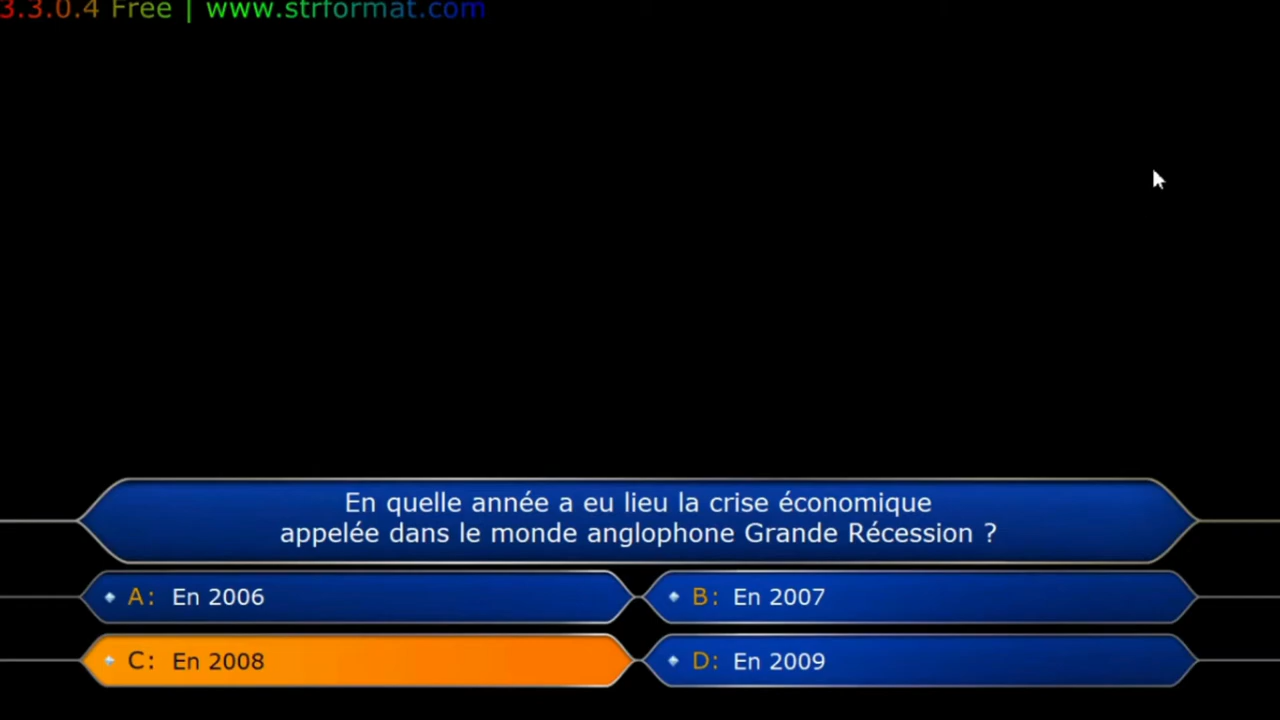 3.3.0.4 Free | www.strformat.com
En quelle année a eu lieu la crise économique
appelée dans le monde anglophone Grande Récession ?
A: En 2006
B: En 2007
C: En 2008
D: En 2009